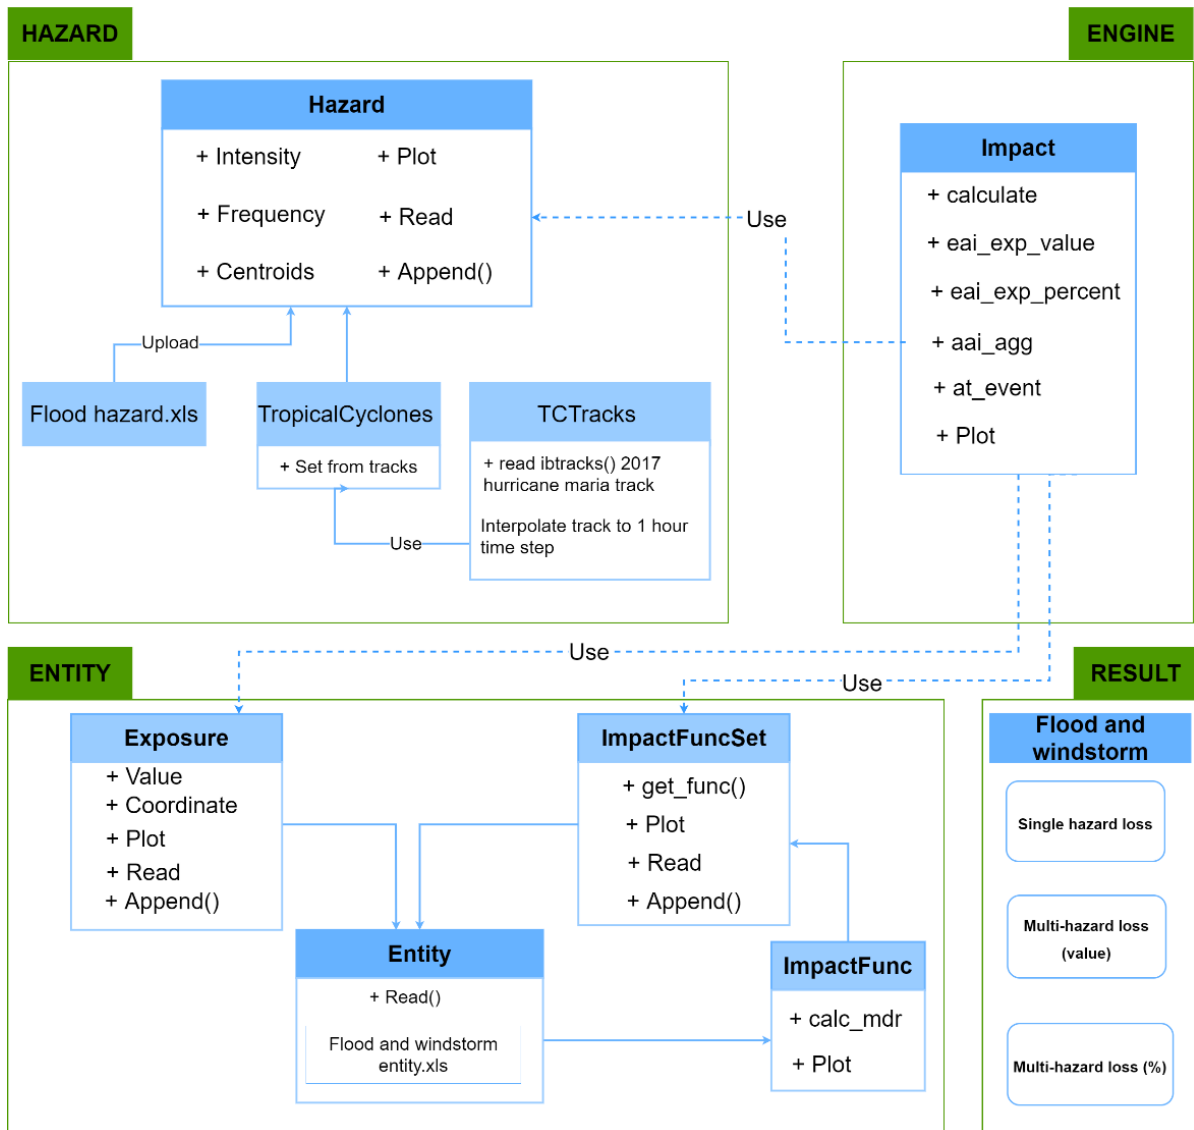 HAZARD
Hazard
+ Intensity
+ Plot
+ Frequency
+ Read
+ Centroids
+ Append()
Upload
Flood hazard.xls
TropicalCyclones
+ Set from tracks
TCTracks
+ read ibtracks() 2017
hurricane maria track
Interpolate track to 1 hour
time step
Use
Use
ENGINE
Impact
+ calculate
+ eai_exp_value
+ eai_exp_percent
+ aai_agg
+ at_event
+ Plot
Use
Use
ENTITY
Exposure
+ Value
+ Coordinate
+ Plot
+ Read
+ Append()
ImpactFuncSet
+ get_func()
+ Plot
+ Read
+ Append()
Entity
+ Read()
Flood and windstorm
entity.xls
ImpactFunc
+ calc_mdr
+ Plot
RESULT
Flood and
windstorm
Single hazard loss
Multi-hazard loss
(value)
Multi-hazard loss (%)